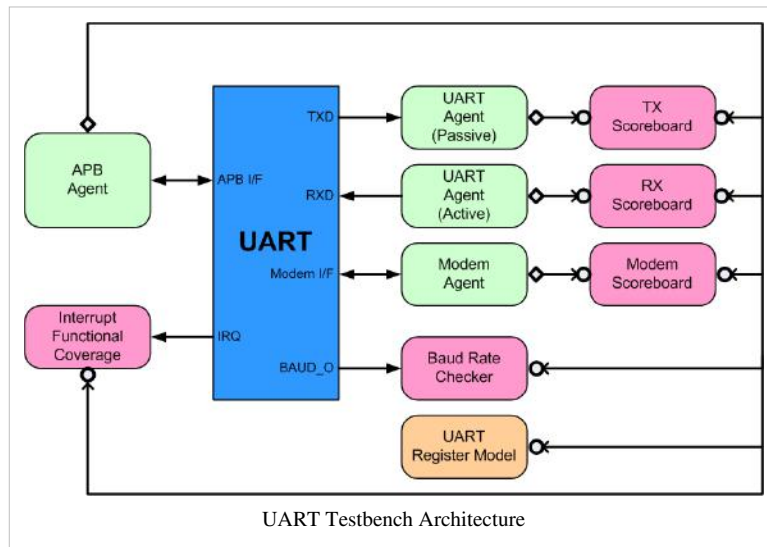 TXD
UART
Agent
(Passive)
TX
Scoreboard
APB
Agent
APB I/F
RXD
UART
Agent
(Active)
RX
Scoreboard
UART
Modem I/F
Modem
Agent
Modem
Scoreboard
Interrupt
Functional
Coverage
IRQ
BAUD_O
Baud Rate
Checker
UART
Register Model
UART Testbench Architecture